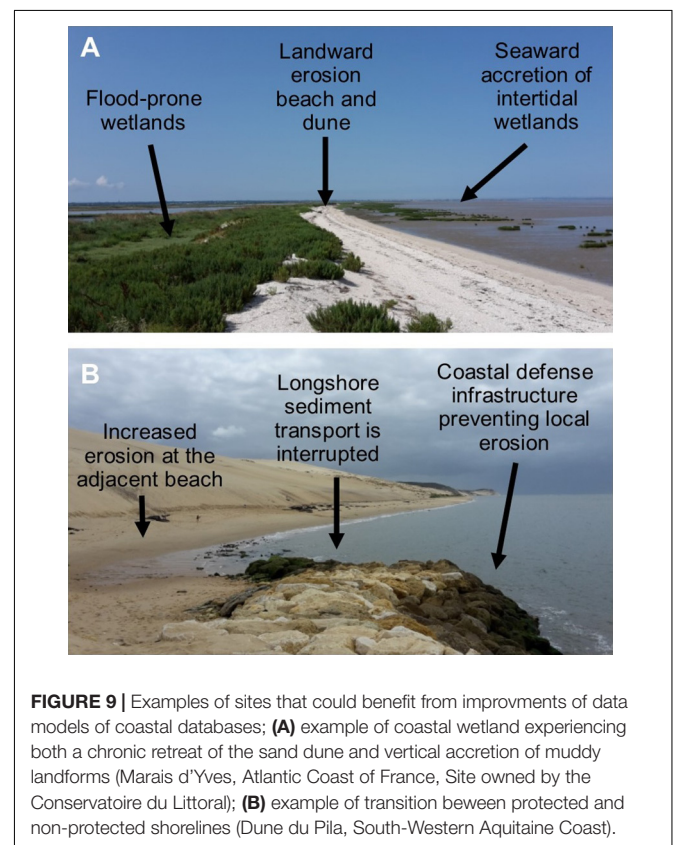 A
Flood-prone
wetlands
Landward
erosion
beach and
dune
Seaward
accretion of
intertidal
wetlands
B
Increased
erosion at the
adjacent beach
Longshore
sediment
transport is
interrupted
Coastal defense
infrastructure
preventing local
erosion
FIGURE 9 | Examples of sites that could benefit from improvments of data
models of coastal databases; (A) example of coastal wetland experiencing
both a chronic retreat of the sand dune and vertical accretion of muddy
landforms (Marais d'Yves, Atlantic Coast of France, Site owned by the
Conservatoire du Littoral); (B) example of transition beween protected and
non-protected shorelines (Dune du Pila, South-Western Aquitaine Coast).